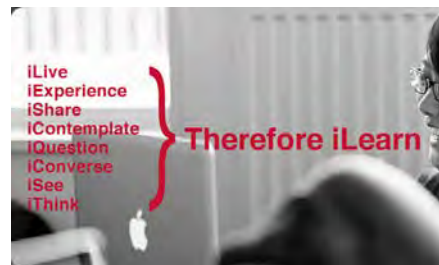 iLive
iExperience
iShare
iContemplate
iQuestion
iConverse
iSee
iThink
Therefore iLearn